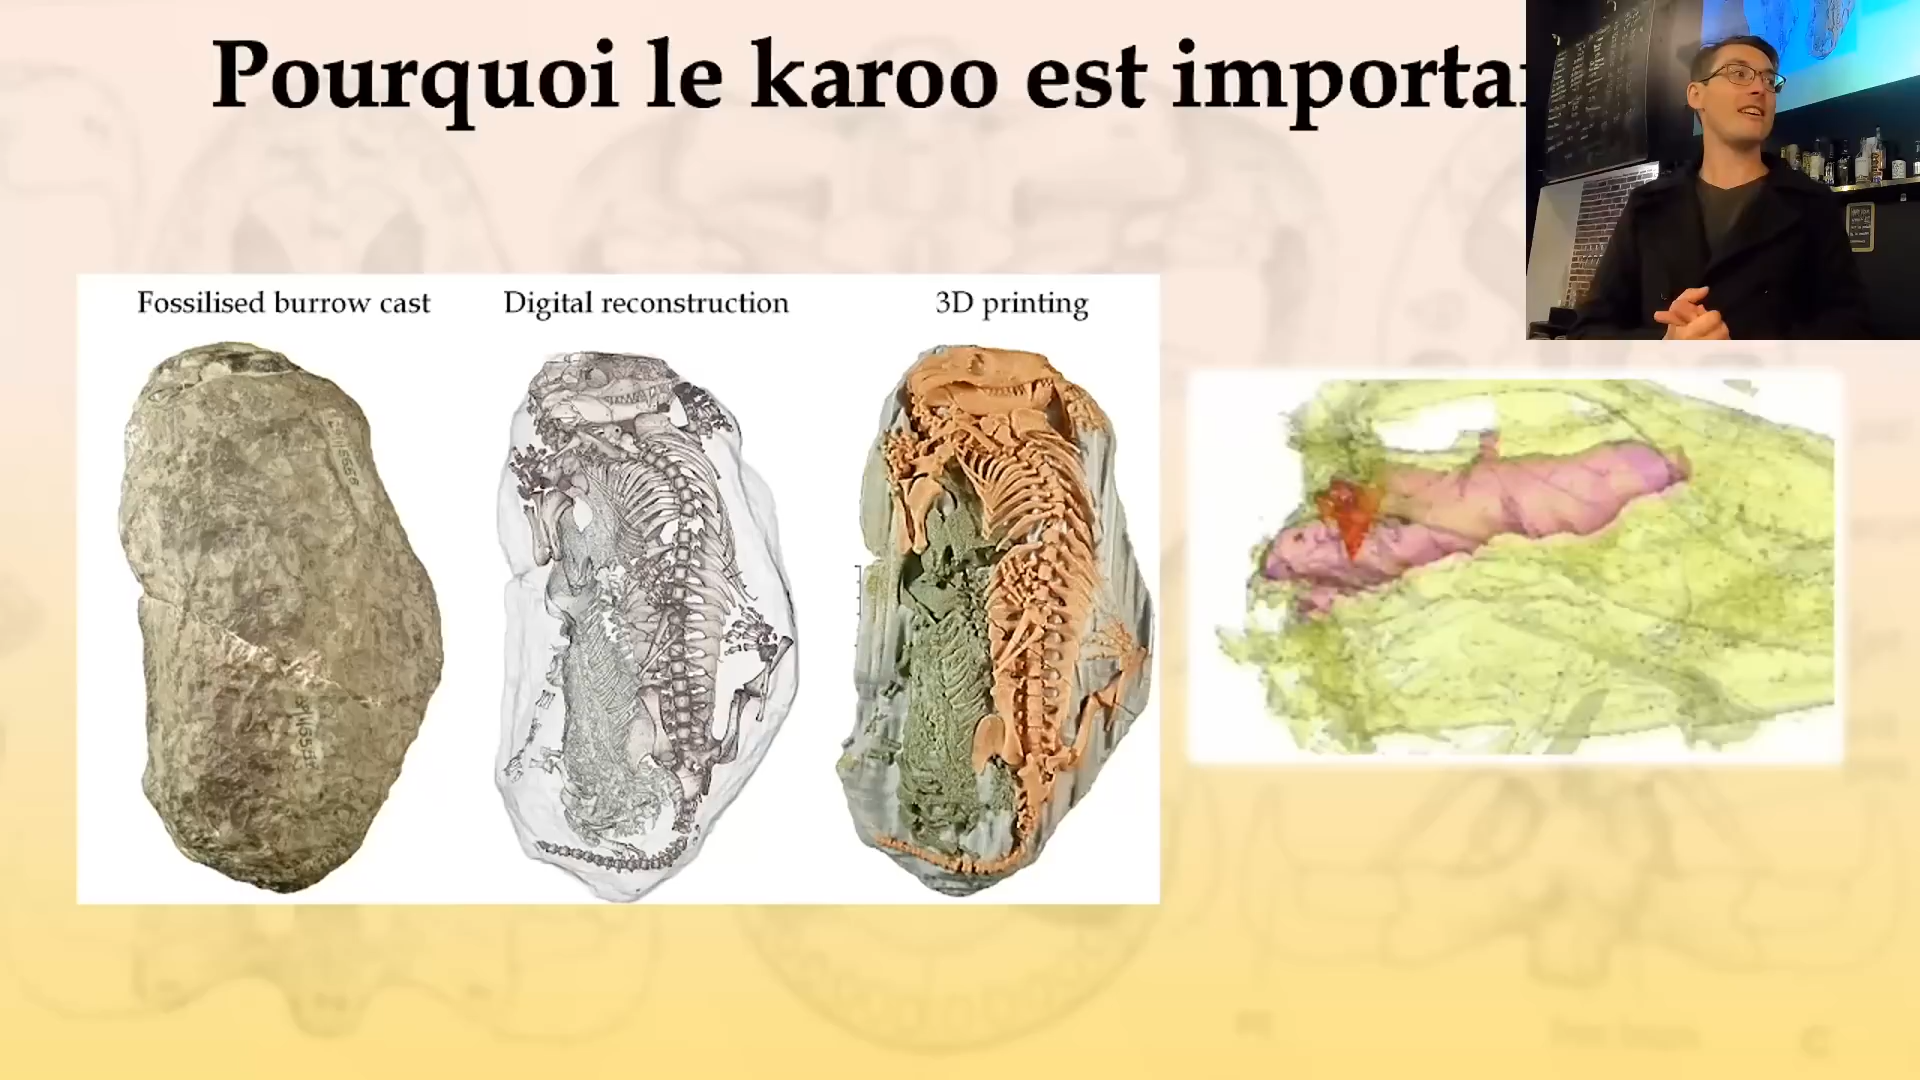 Pourquoi le karoo est importa
Fossilised burrow cast
Digital reconstruction
3D printing